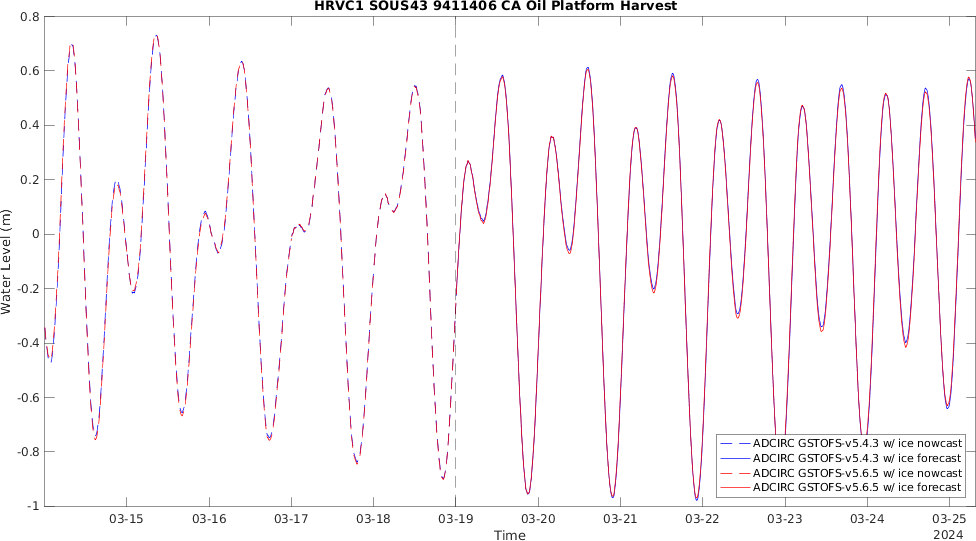 HRVC1 SOUS43 9411406 CA Oil Platform Harvest
0.8
0.6
0.4
0.2
0
-0.2
-0.4
-0.6
-0.8
-1
Water Level (m)
03-15 03-16 03-17 03-18 03-19 03-20 03-21 03-22 03-23 03-24 03-25
Time
2024
ADCIRC GSTOFS-v5.4.3 w/ ice nowcast
ADCIRC GSTOFS-v5.4.3 w/ ice forecast
ADCIRC GSTOFS-v5.6.5 w/ ice nowcast
ADCIRC GSTOFS-v5.6.5 w/ ice forecast